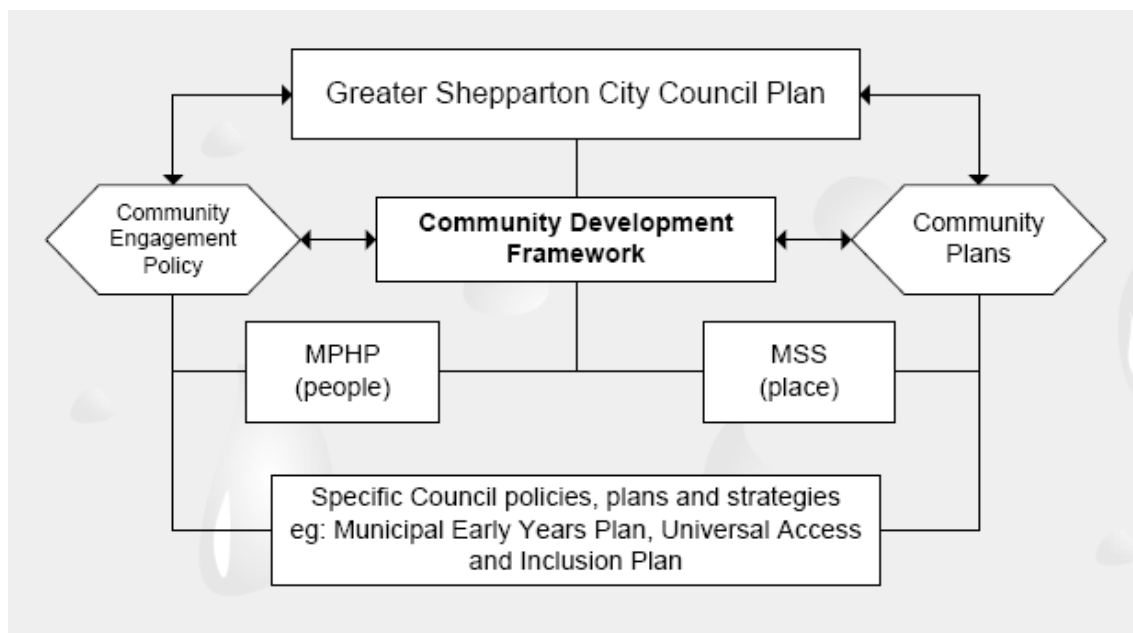 Greater Shepparton City Council Plan
Community
Engagement
Policy
Community Development
Framework
Community
Plans
MPHP
(people)
MSS
(place)
Specific Council policies, plans and strategies
eg: Municipal Early Years Plan, Universal Access
and Inclusion Plan